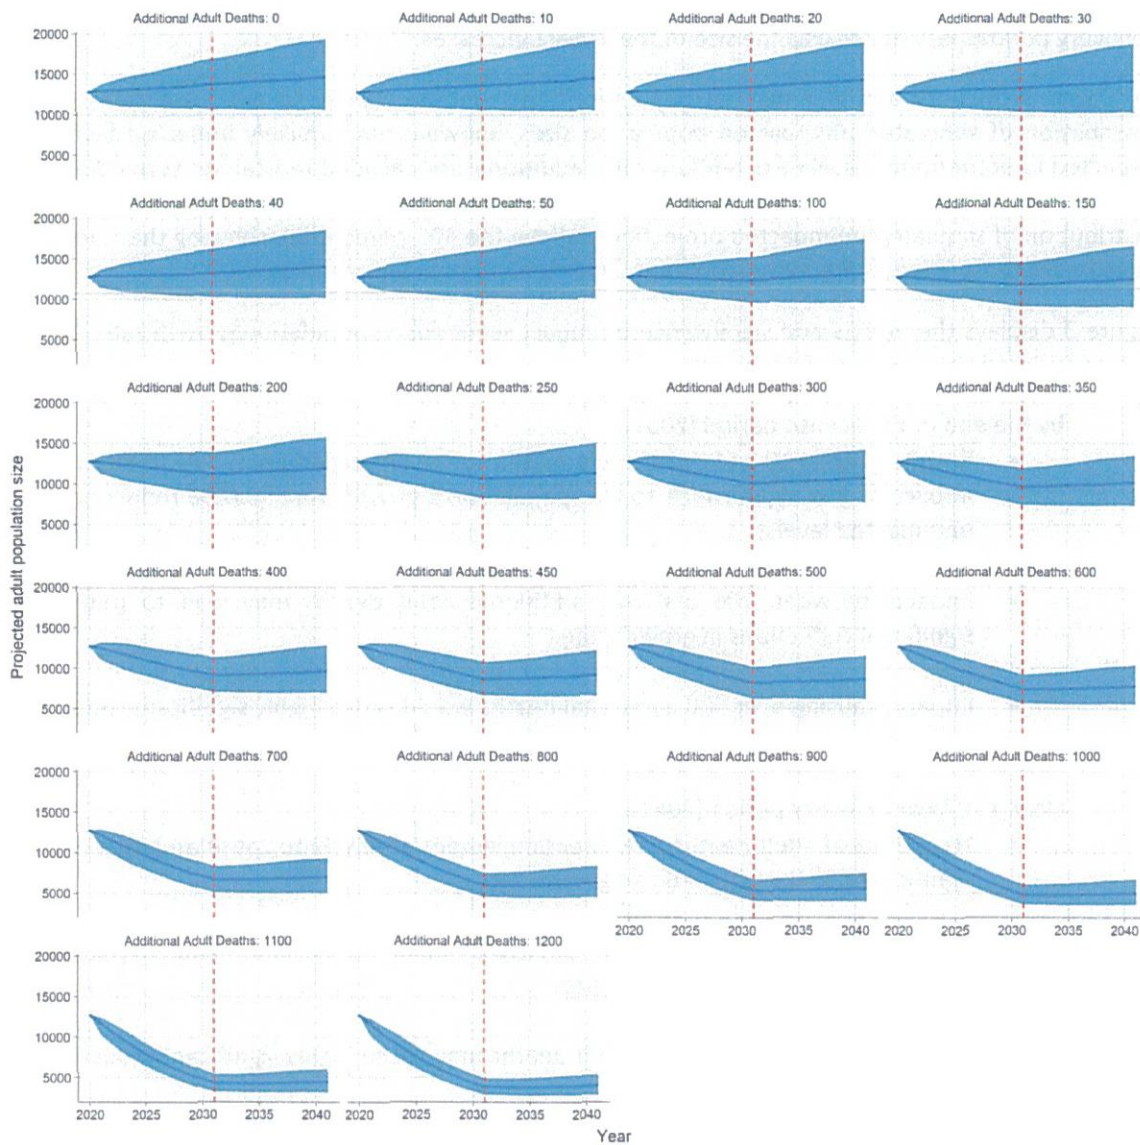 Additional Adult Deaths: 0
Additional Adult Deaths: 10
Additional Adult Deaths: 20
Additional Adult Deaths: 30
20000
15000
10000
5000
Additional Adult Deaths: 40
Additional Adult Deaths: 50
Additional Adult Deaths: 100
Additional Adult Deaths: 150
20000
15000
10000
5000
Additional Adult Deaths: 200
Additional Adult Deaths: 250
Additional Adult Deaths: 300
Additional Adult Deaths: 350
20000
15000
10000
5000
Projected adult population size
Additional Adult Deaths: 400
Additional Adult Deaths: 450
Additional Adult Deaths: 500
Additional Adult Deaths: 600
20000
15000
10000
5000
Additional Adult Deaths: 700
Additional Adult Deaths: 800
Additional Adult Deaths: 900
Additional Adult Deaths: 1000
20000
15000
10000
5000
2020 2025 2030 2035 2040
2020 2025 2030 2035 2040
Additional Adult Deaths: 1100
Additional Adult Deaths: 1200
20000
15000
10000
5000
2020 2025 2030 2035 2040
2020 2025 2030 2035 2040
Year